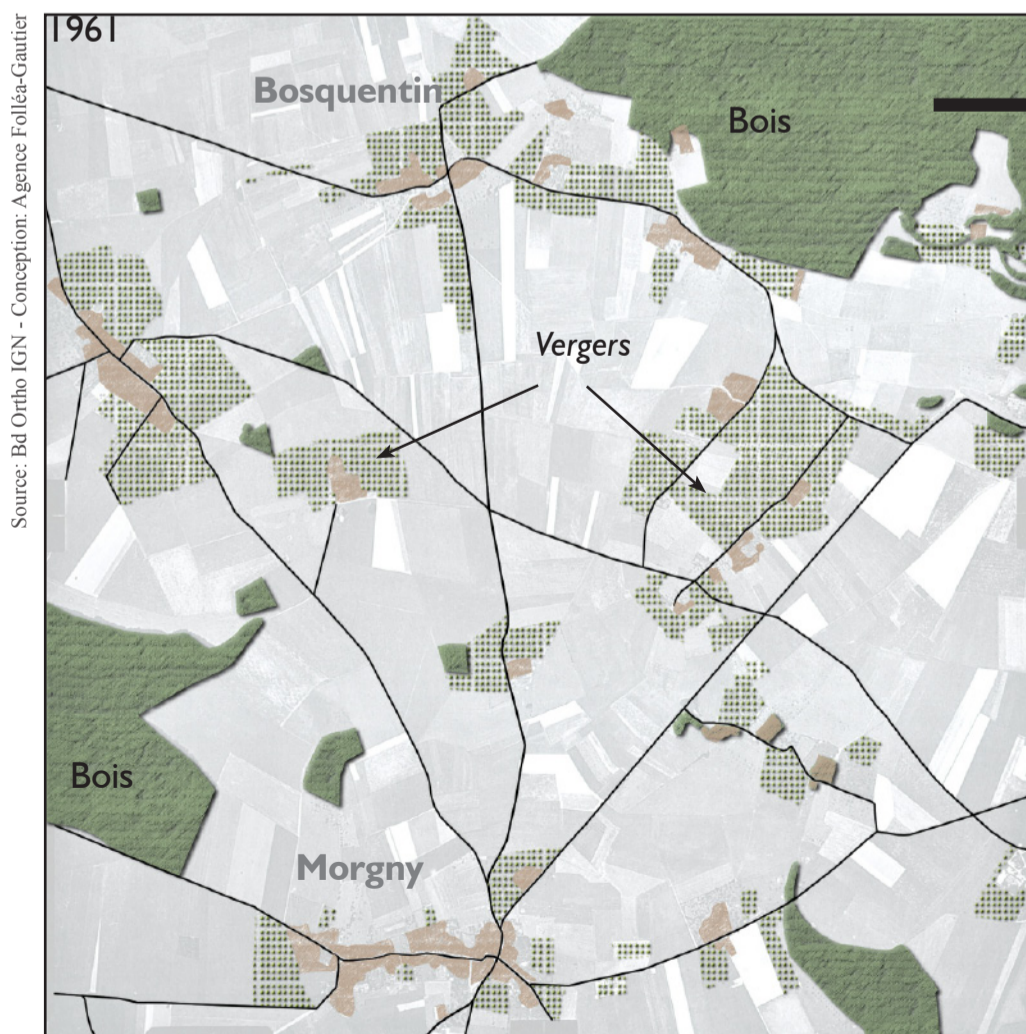 1961
Source: Bd Ortho IGN - Conception: Agence Folléa-Gautier
Bosquentin
Bois
Vergers
Bois
Morgny